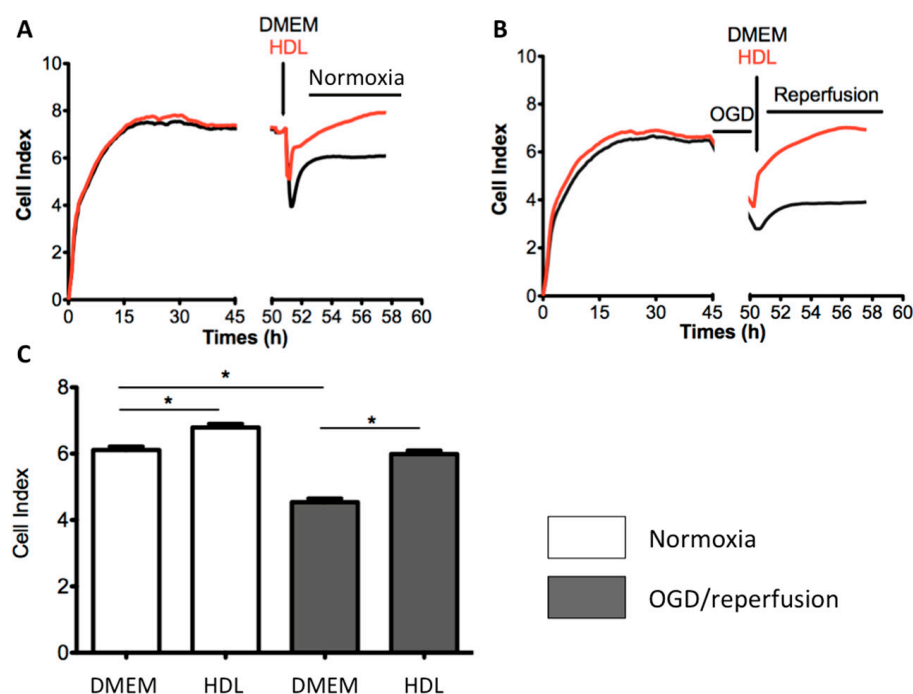 A
DMEM
HDL
Normoxia
10
8
6
4
2
0
Cell Index
0 15 30 45 50 52 54 56 58 60
Times (h)
B
DMEM
HDL
OGD
Reperfusion
10
8
6
4
2
0
Cell Index
0 15 30 45 50 52 54 56 58 60
Times (h)
C
8
6
4
2
0
Cell Index
*
*
*
DMEM HDL DMEM HDL
Normoxia
OGD/reperfusion